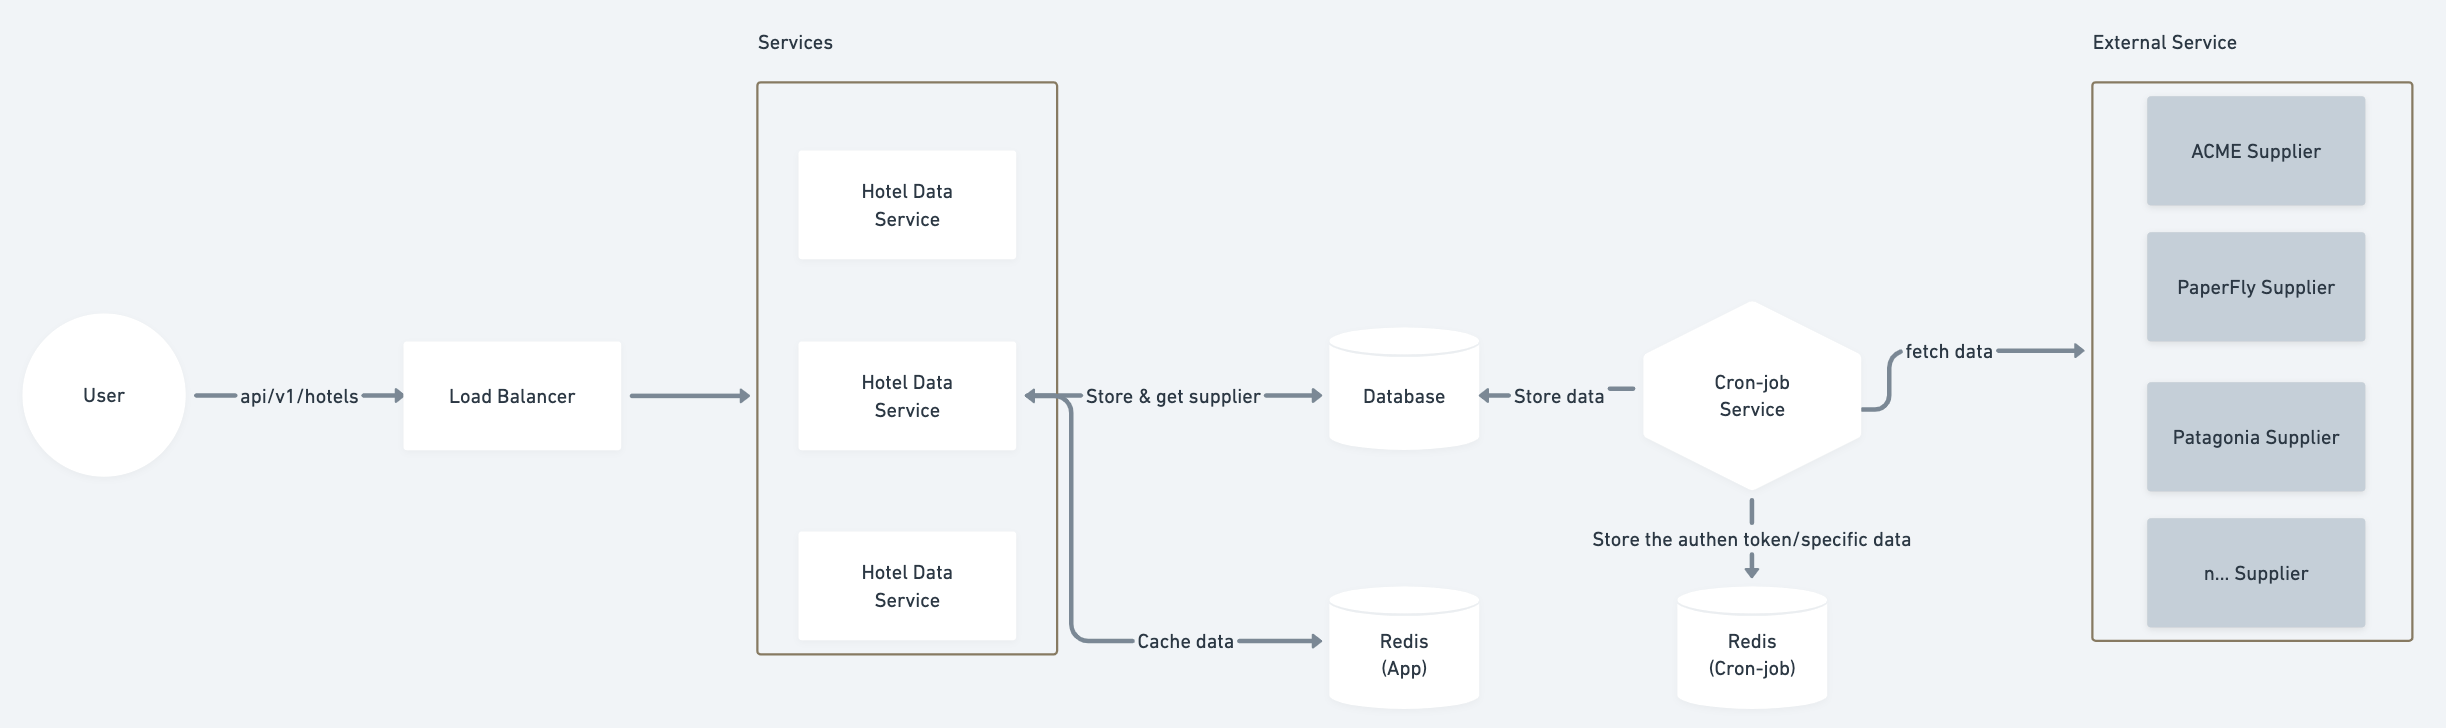 Services
External Service
User
api/v1/hotels
Load Balancer
Hotel Data
Service
Hotel Data
Service
Hotel Data
Service
Store & get supplier
Cache data
Database
Redis
(App)
Store data
Cron-job
Service
Store the authen token/specific data
Redis
(Cron-job)
fetch data
ACME Supplier
PaperFly Supplier
Patagonia Supplier
n... Supplier